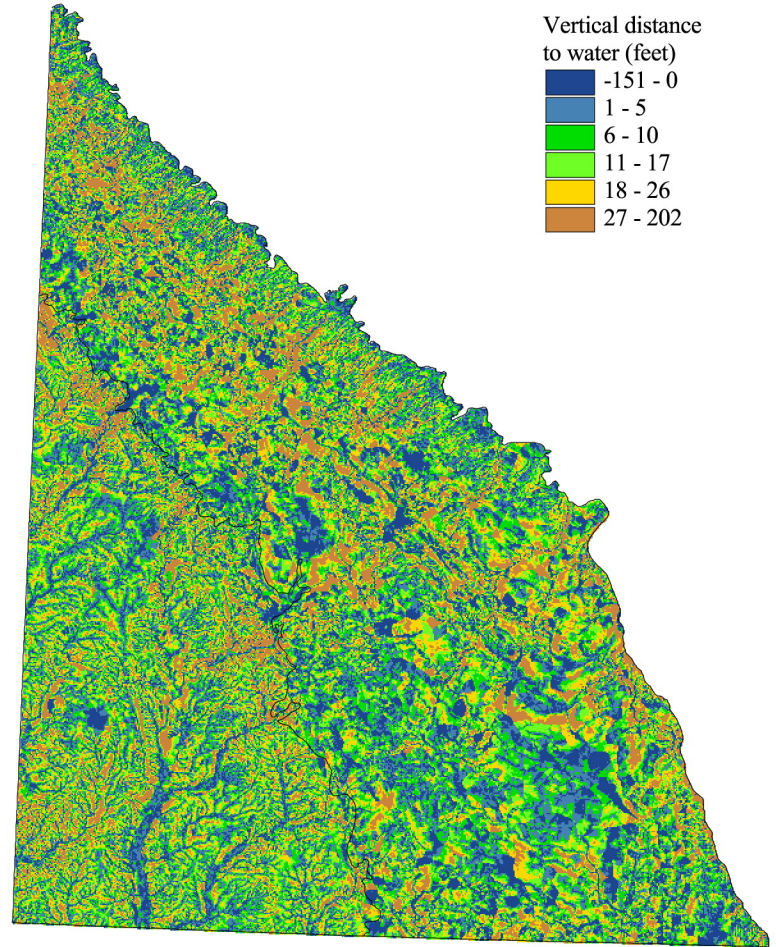 Vertical distance
to water (feet)
-151 - 0
1 - 5
6 - 10
11 - 17
18 - 26
27 - 202